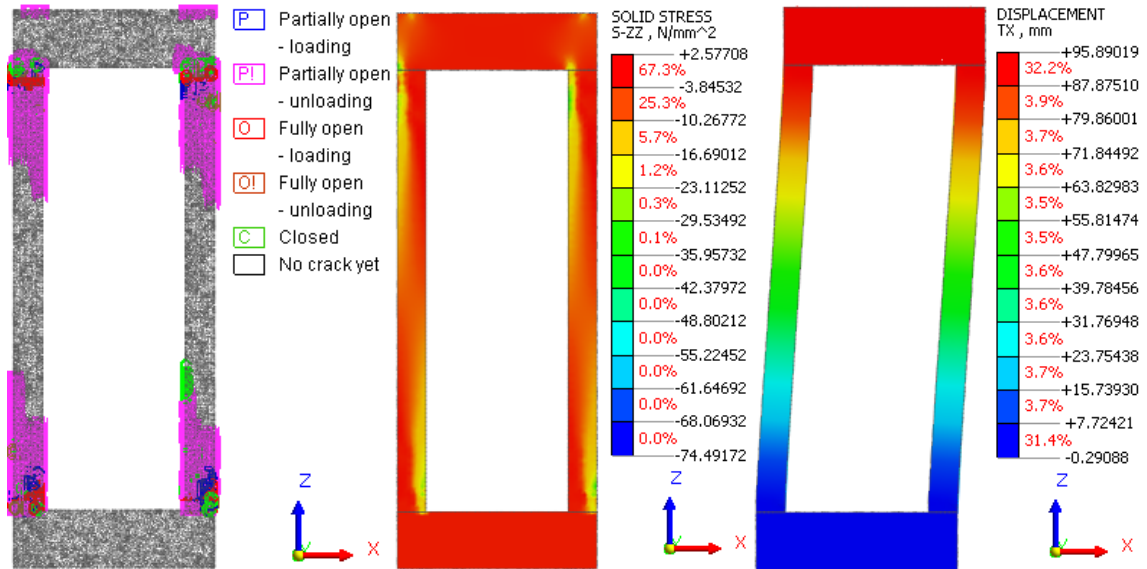 P Partially open
- loading
P! Partially open
- unloading
O Fully open
- loading
O! Fully open
- unloading
C Closed
No crack yet
Z
X
SOLID STRESS
S-ZZ , N/mm^2
+2.57708
67.3%
-3.84532
25.3%
-10.26772
5.7%
-16.69012
1.2%
-23.11252
0.3%
-29.53492
0.1%
-35.95732
0.0%
-42.37972
0.0%
-48.80212
0.0%
-55.22452
0.0%
-61.64692
0.0%
-68.06932
0.0%
-74.49172
Z
X
DISPLACEMENT
TX , mm
+95.89019
32.2%
+87.87510
3.9%
+79.86001
3.7%
+71.84492
3.6%
+63.82983
3.5%
+55.81474
3.5%
+47.79965
3.6%
+39.78456
3.6%
+31.76948
3.6%
+23.75438
3.7%
+15.73930
3.7%
+7.72421
31.4%
-0.29088
Z
X